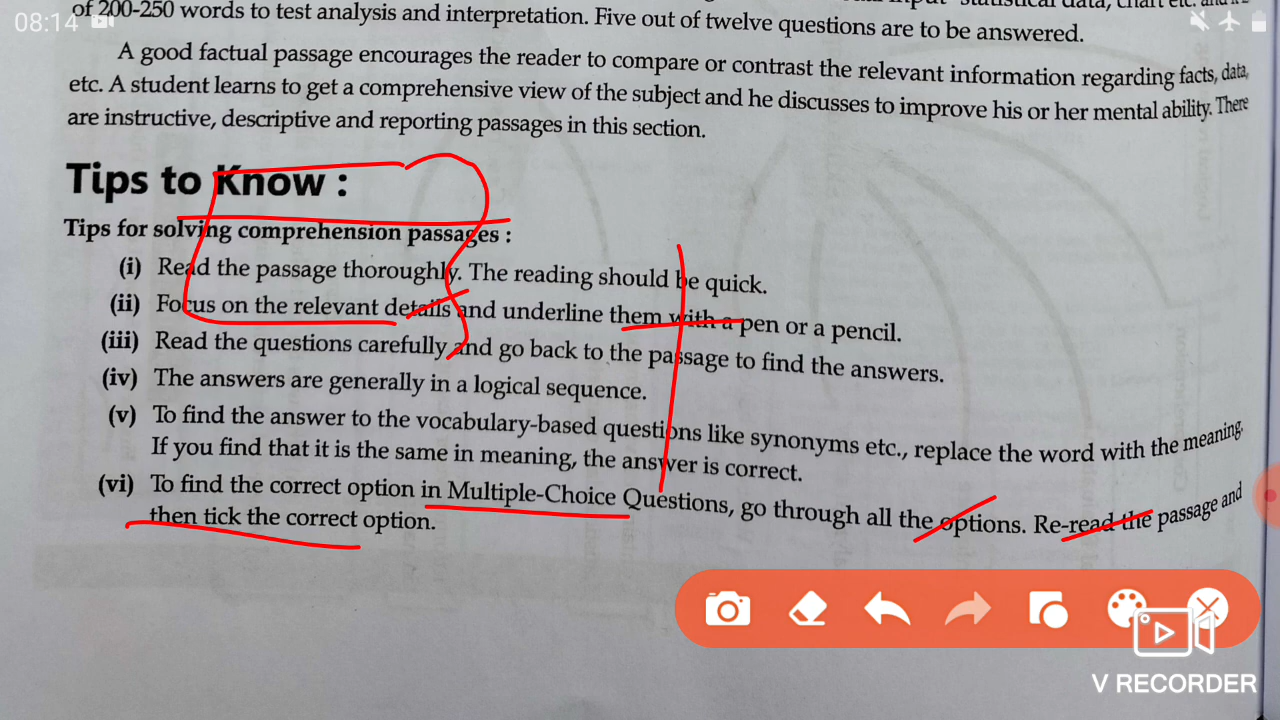 08:14
of 200-250 words to test analysis and interpretation. Five out of twelve questions are to be answered.
A good factual passage encourages the reader to compare or contrast the relevant information regarding facts, data,
etc. A student learns to get a comprehensive view of the subject and he discusses to improve his or her mental ability. There
are instructive, descriptive and reporting passages in this section.
Tips to Know :
Tips for solving comprehension passages :
(i) Read the passage thoroughly. The reading should be quick.
(ii) Focus on the relevant details and underline them with a pen or a pencil.
(iii) Read the questions carefully and go back to the passage to find the answers.
(iv) The answers are generally in a logical sequence.
(v) To find the answer to the vocabulary-based questions like synonyms etc., replace the word with the meaning.
If you find that it is the same in meaning, the answer is correct.
(vi) To find the correct option in Multiple-Choice Questions, go through all the options. Re-read the passage and
then tick the correct option.
V RECORDER